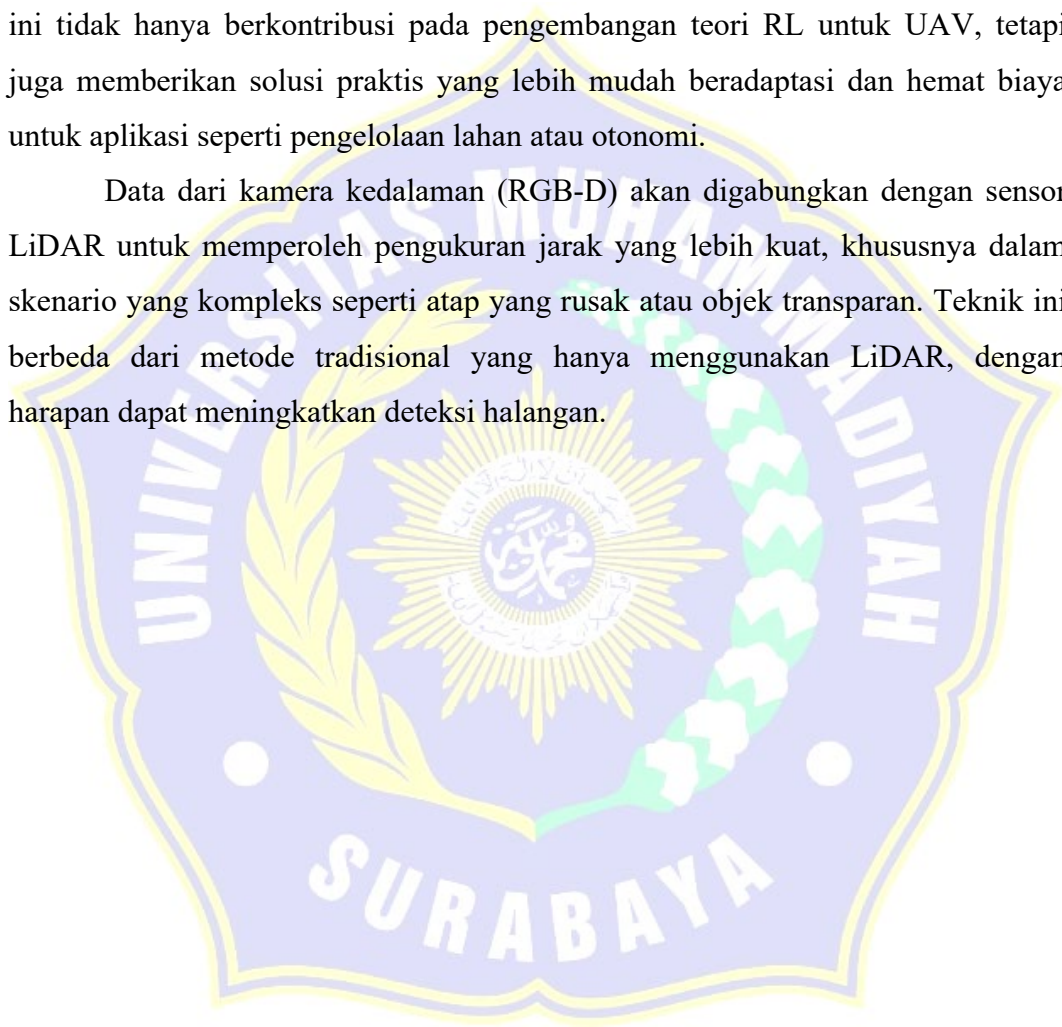 ini tidak hanya berkontribusi pada pengembangan teori RL untuk UAV, tetapi
juga memberikan solusi praktis yang lebih mudah beradaptasi dan hemat biaya
untuk aplikasi seperti pengelolaan lahan atau otonomi.
Data dari kamera kedalaman (RGB-D) akan digabungkan dengan sensor
LiDAR untuk memperoleh pengukuran jarak yang lebih kuat, khususnya dalam
skenario yang kompleks seperti atap yang rusak atau objek transparan. Teknik ini
berbeda dari metode tradisional yang hanya menggunakan LiDAR, dengan
harapan dapat meningkatkan deteksi halangan.
UNIVERSITAS MUHAMMADIYAH
SURABAYA